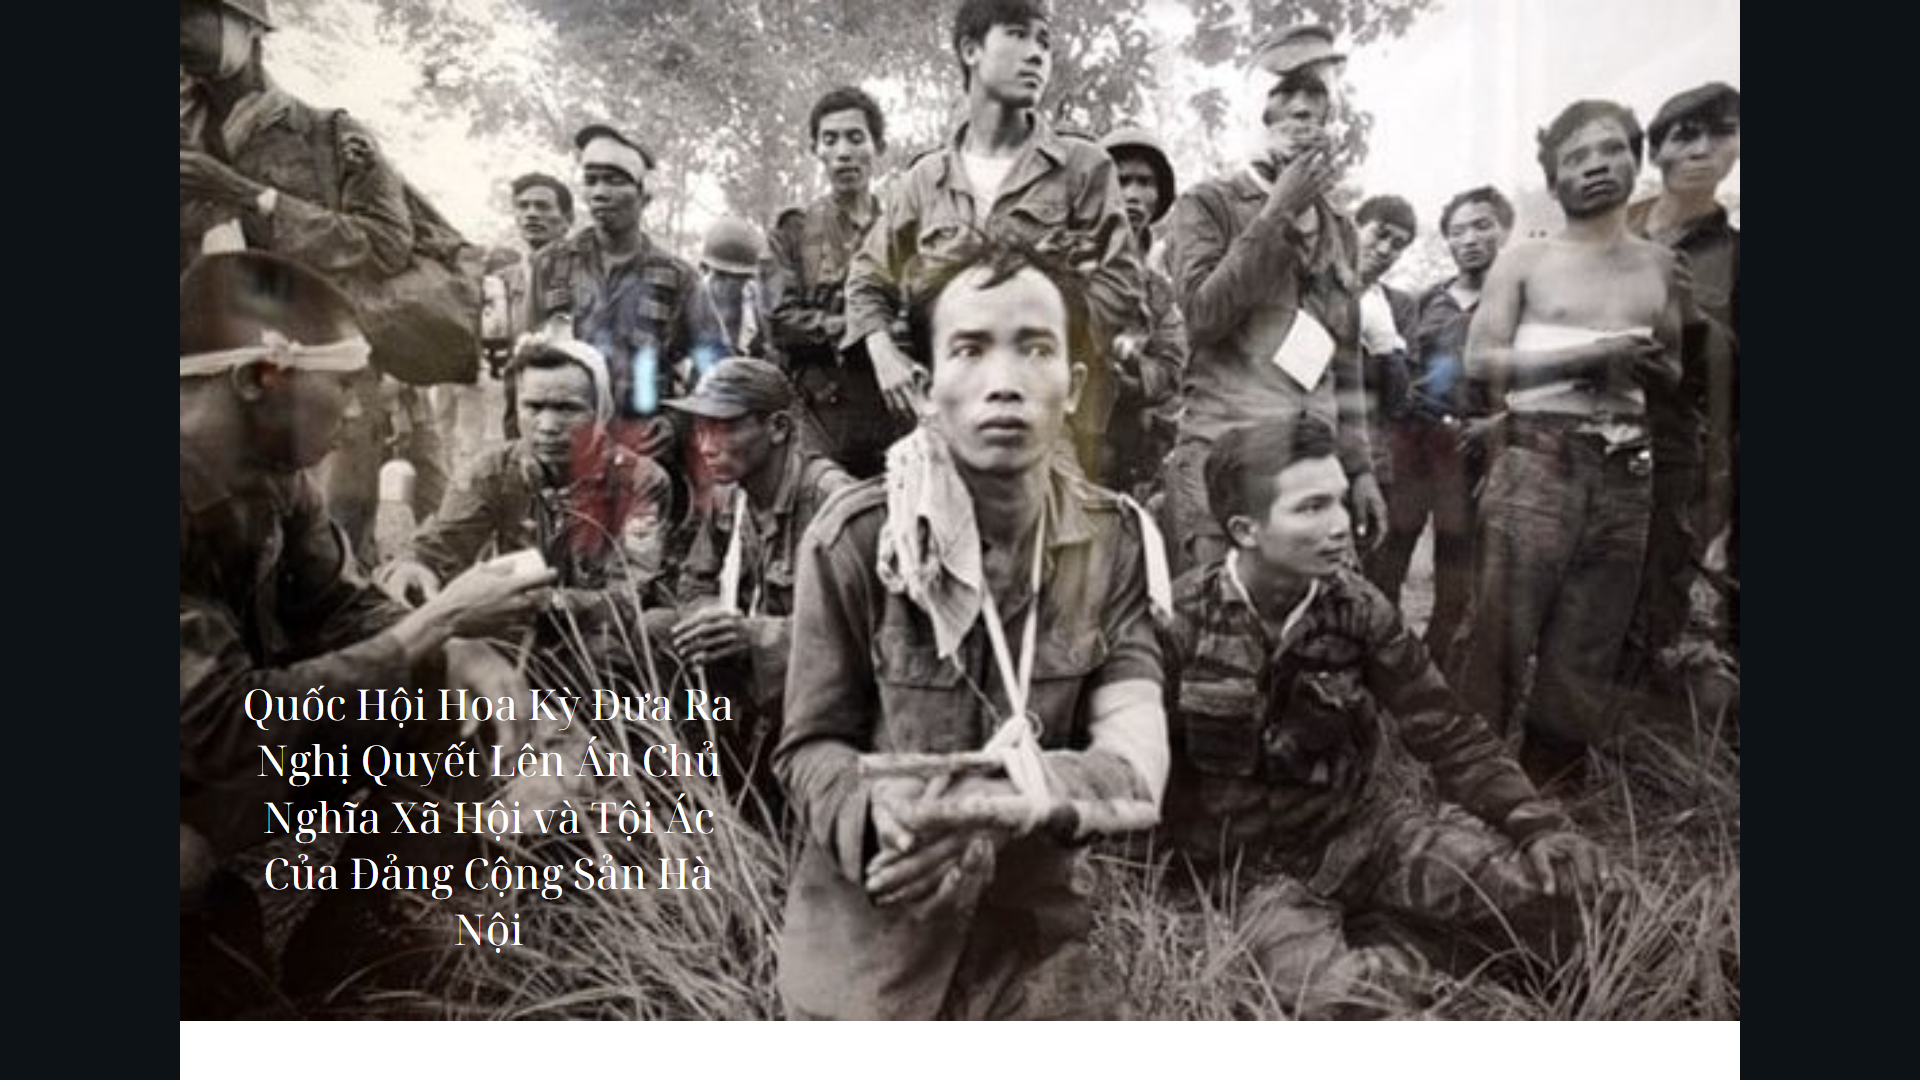 Quốc Hội Hoa Kỳ Đưa Ra
Nghị Quyết Lên Án Chủ
Nghĩa Xã Hội và Tội Ác
Của Đảng Cộng Sản Hà
Nội